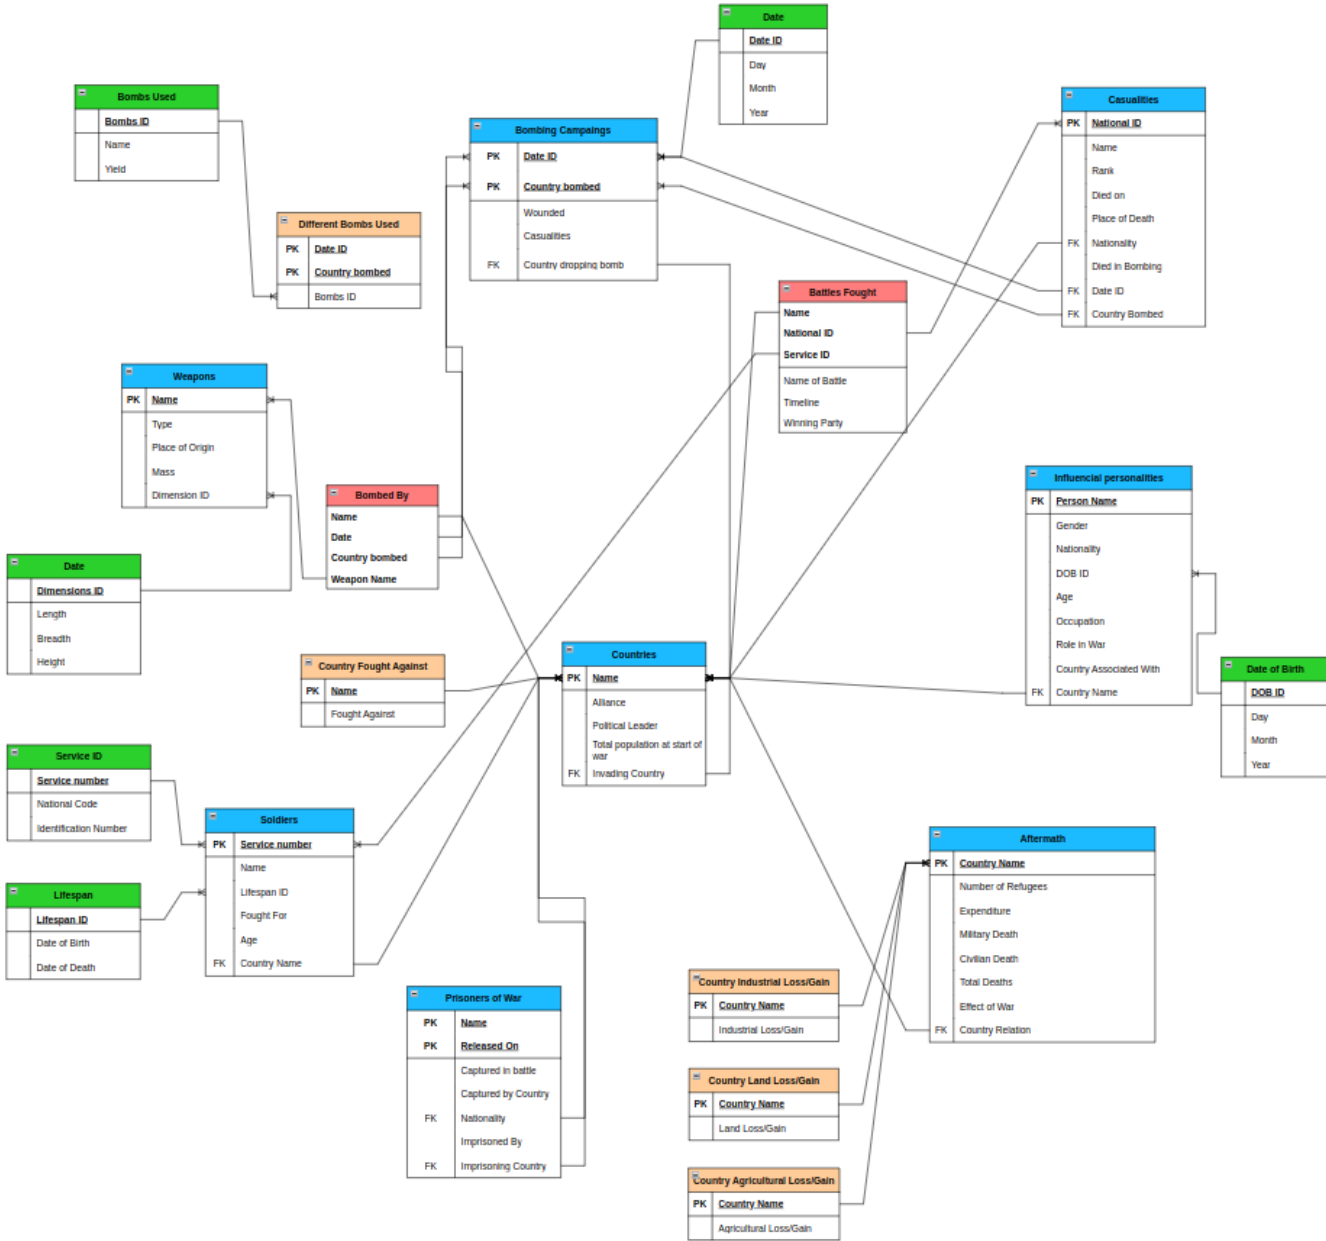 Date
Date ID
Day
Month
Year
Bombs Used
Bombs ID
Name
Yield
Bombing Campaings
PK Date ID
PK Country bombed
Wounded
Casualities
FK Country dropping bomb
Casualities
PK National ID
Name
Rank
Died on
Place of Death
FK Nationality
Died in Bombing
FK Date ID
FK Country Bombed
Different Bombs Used
PK Date ID
PK Country bombed
Bombs ID
Battles Fought
Name
National ID
Service ID
Name of Battle
Timeline
Winning Party
Weapons
PK Name
Type
Place of Origin
Mass
Dimension ID
Bombed By
Name
Date
Country bombed
Weapon Name
Influencial personalities
PK Person Name
Gender
Nationality
DOB ID
Age
Occupation
Role in War
Country Associated With
FK Country Name
Date
Dimensions ID
Length
Breadth
Height
Country Fought Against
PK Name
Fought Against
Countries
PK Name
Alliance
Political Leader
Total population at start of
war
FK Invading Country
Date of Birth
DOB ID
Day
Month
Year
Service ID
Service number
National Code
Identification Number
Soldiers
PK Service number
Name
Lifespan ID
Fought For
Age
FK Country Name
Lifespan
Lifespan ID
Date of Birth
Date of Death
Aftermath
PK Country Name
Number of Refugees
Expenditure
Military Death
Civilian Death
Total Deaths
Effect of War
FK Country Relation
Prisoners of War
PK Name
PK Released On
Captured in battle
Captured by Country
FK Nationality
Imprisoned By
FK Imprisoning Country
Country Industrial Loss/Gain
PK Country Name
Industrial Loss/Gain
Country Land Loss/Gain
PK Country Name
Land Loss/Gain
Country Agricultural Loss/Gain
PK Country Name
Agricultural Loss/Gain